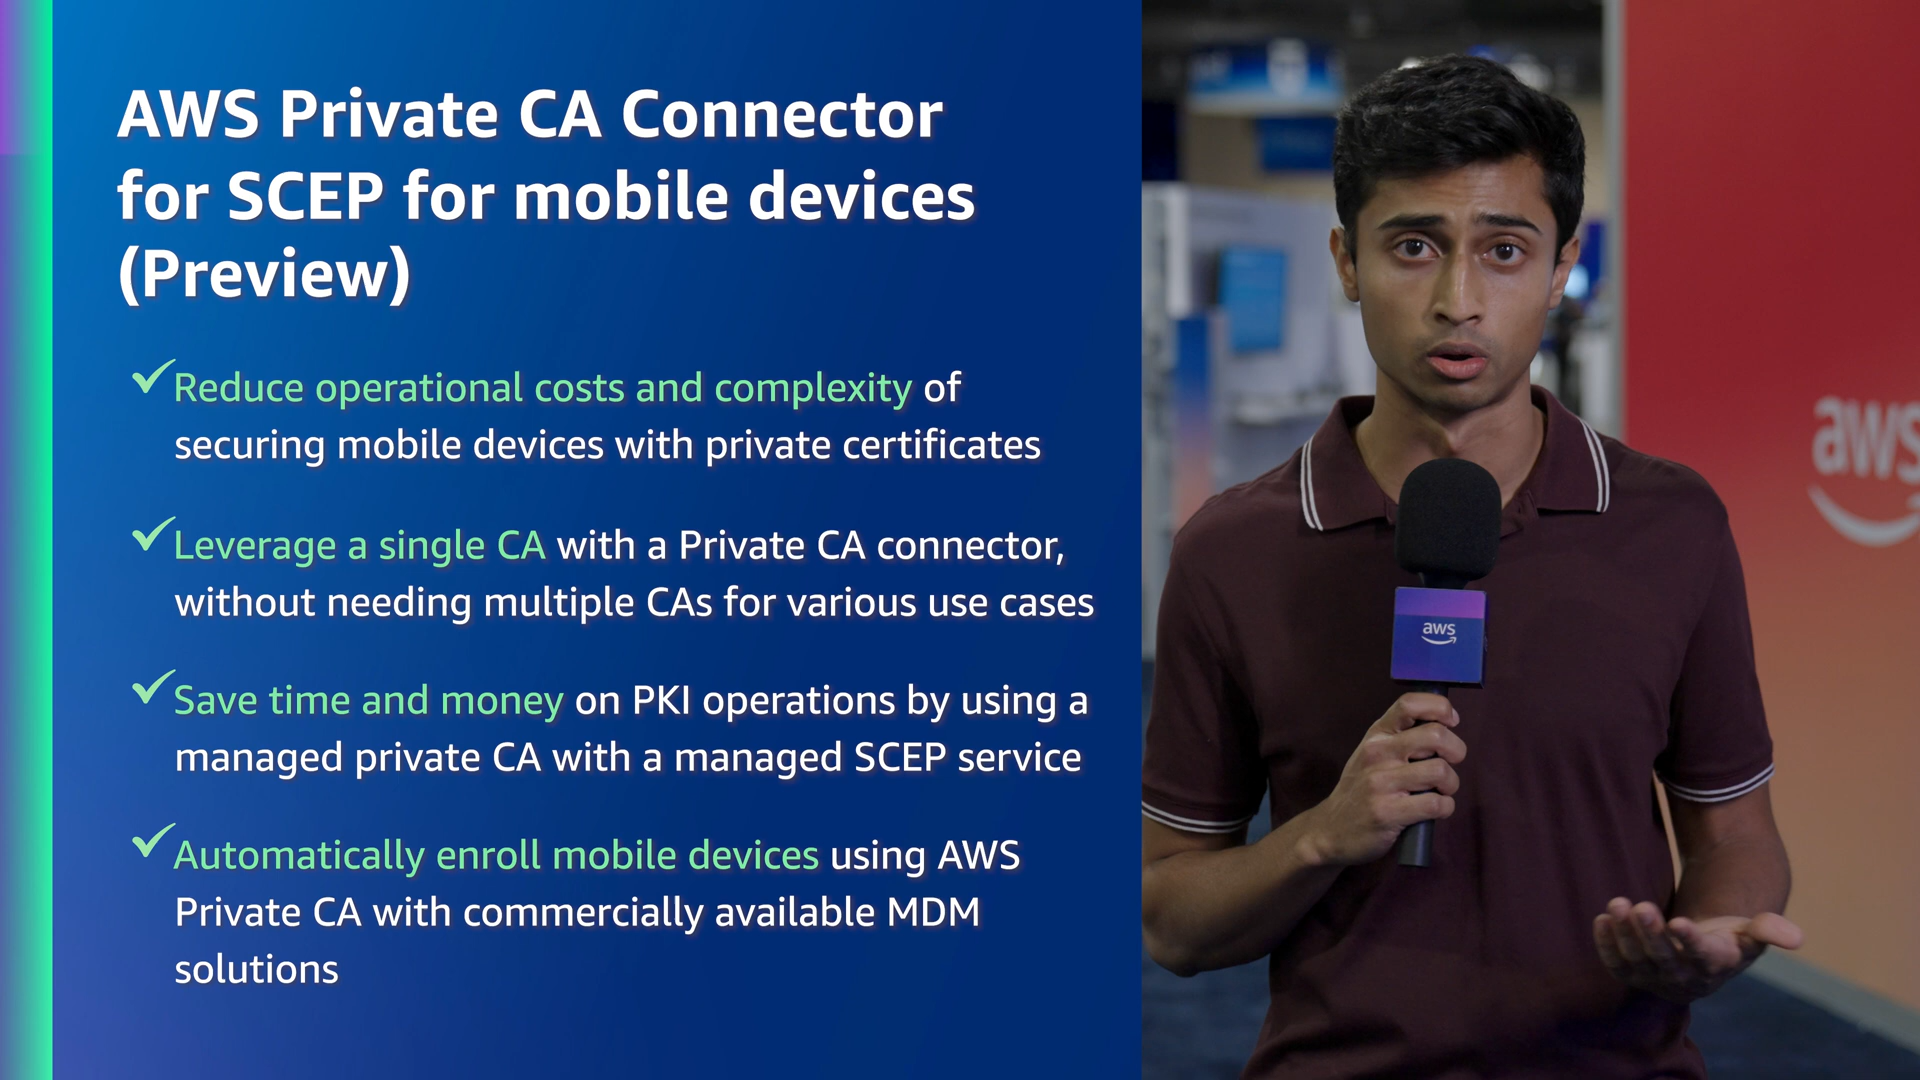 AWS Private CA Connector
for SCEP for mobile devices
(Preview)
Reduce operational costs and complexity of
securing mobile devices with private certificates
Leverage a single CA with a Private CA connector,
without needing multiple CAs for various use cases
Save time and money on PKI operations by using a
managed private CA with a managed SCEP service
Automatically enroll mobile devices using AWS
Private CA with commercially available MDM
solutions
aws
aws